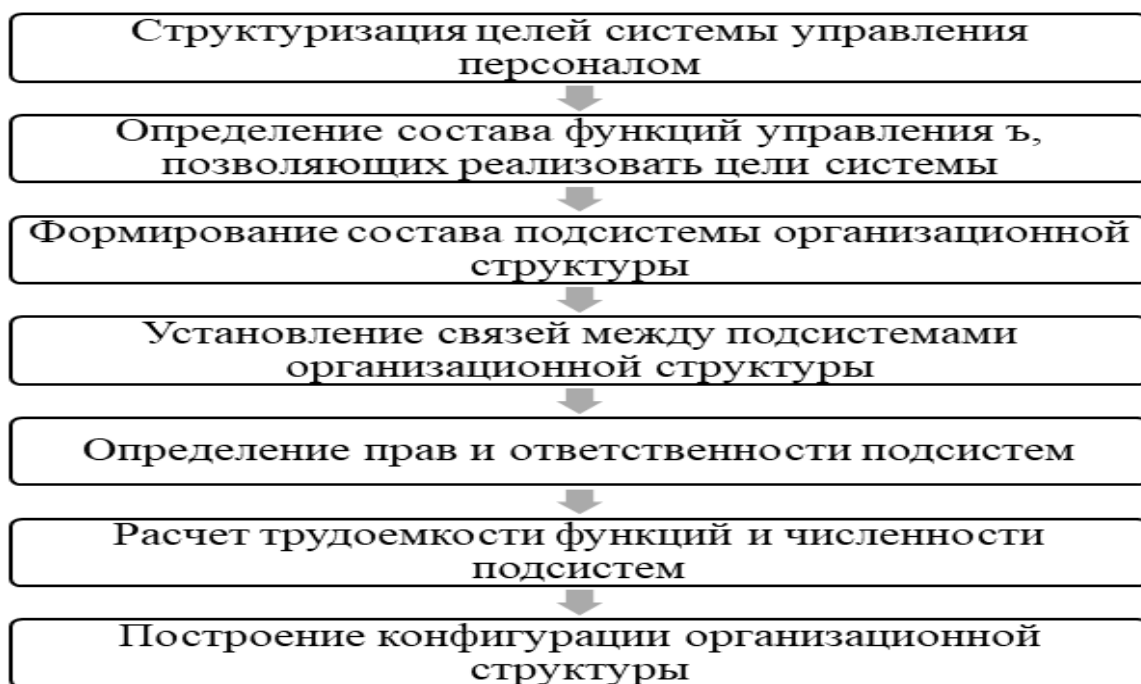 Структуризация целей системы управления
персоналом
Определение состава функций управления ъ,
позволяющих реализовать цели системы
Формирование состава подсистемы организационной
структуры
Установление связей между подсистемами
организационной структуры
Определение прав и ответственности подсистем
Расчет трудоемкости функций и численности
подсистем
Построение конфигурации организационной
структуры